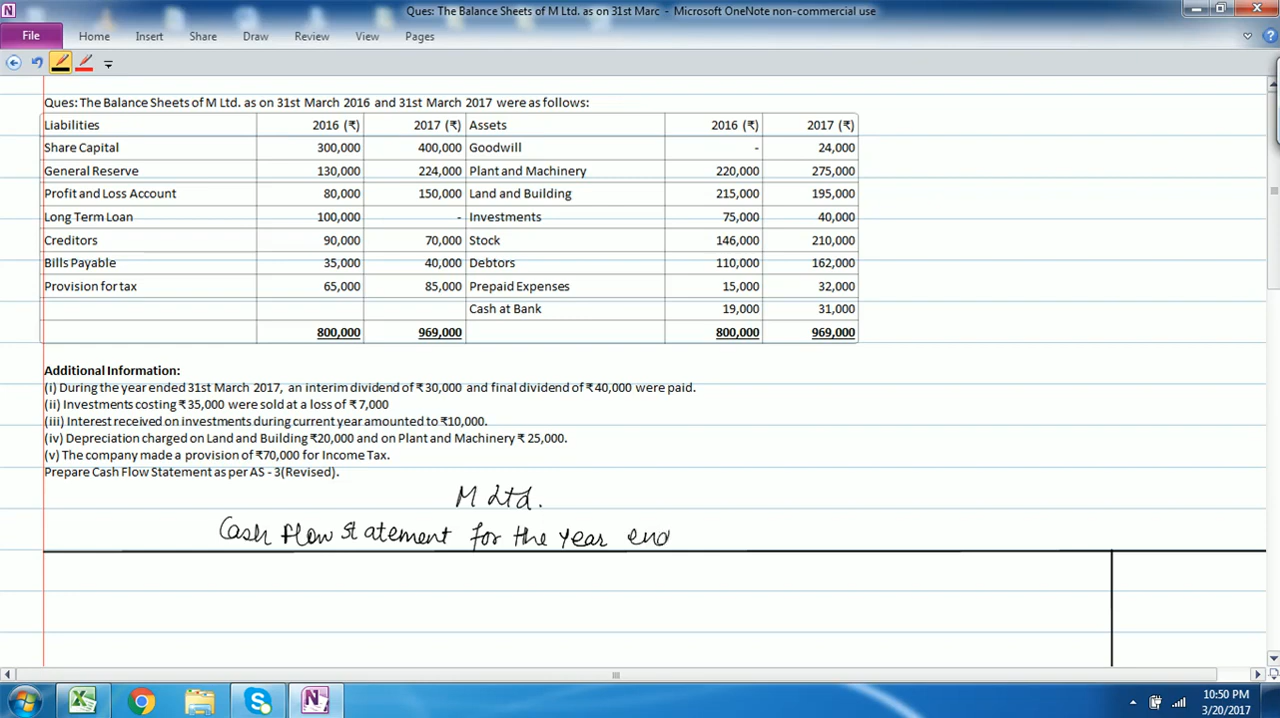 Ques: The Balance Sheets of M Ltd. as on 31st Marc - Microsoft OneNote non-commercial use
File Home Insert Share Draw Review View Pages
Ques: The Balance Sheets of M Ltd. as on 31st March 2016 and 31st March 2017 were as follows:
Liabilities 2016 (₹) 2017 (₹) Assets 2016 (₹) 2017 (₹)
Share Capital 300,000 400,000 Goodwill - 24,000
General Reserve 130,000 224,000 Plant and Machinery 220,000 275,000
Profit and Loss Account 80,000 150,000 Land and Building 215,000 195,000
Long Term Loan 100,000 - Investments 75,000 40,000
Creditors 90,000 70,000 Stock 146,000 210,000
Bills Payable 35,000 40,000 Debtors 110,000 162,000
Provision for tax 65,000 85,000 Prepaid Expenses 15,000 32,000
Cash at Bank 19,000 31,000
800,000 969,000 800,000 969,000
Additional Information:
(i) During the year ended 31st March 2017, an interim dividend of ₹30,000 and final dividend of ₹40,000 were paid.
(ii) Investments costing ₹35,000 were sold at a loss of ₹7,000
(iii) Interest received on investments during current year amounted to ₹10,000.
(iv) Depreciation charged on Land and Building ₹20,000 and on Plant and Machinery ₹ 25,000.
(v) The company made a provision of ₹70,000 for Income Tax.
Prepare Cash Flow Statement as per AS - 3(Revised).
M Ltd.
Cash Flow Statement for the year end
10:50 PM
3/20/2017